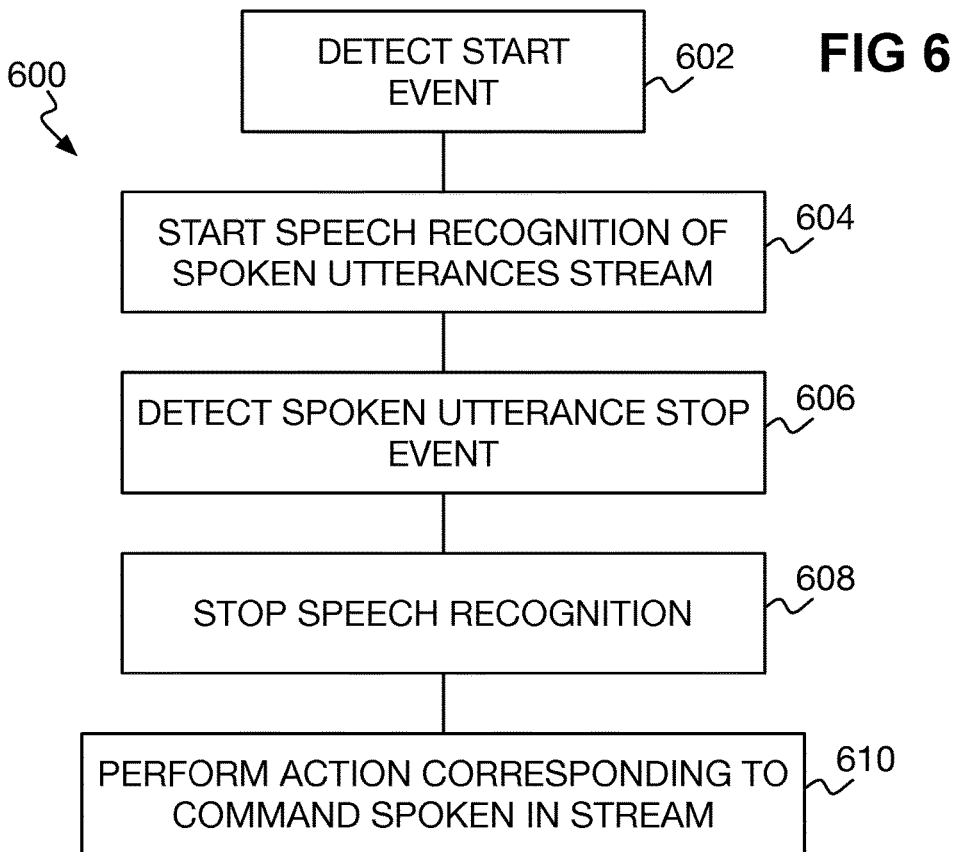 FIG 6
600
DETECT START
EVENT
602
START SPEECH RECOGNITION OF
SPOKEN UTTERANCES STREAM
604
DETECT SPOKEN UTTERANCE STOP
EVENT
606
STOP SPEECH RECOGNITION
608
PERFORM ACTION CORRESPONDING TO
COMMAND SPOKEN IN STREAM
610